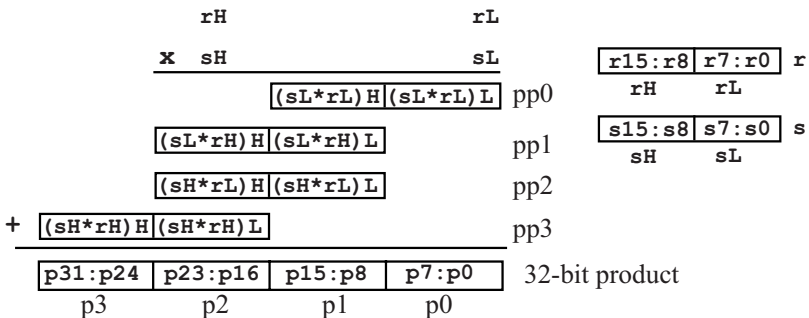 rH rL
x sH sL
r15:r8 r7:r0 r
rH rL
(sL*rL)H (sL*rL)L pp0
s15:s8 s7:s0 s
sH sL
(sL*rH)H (sL*rH)L pp1
(sH*rL)H (sH*rL)L pp2
+ (sH*rH)H (sH*rH)L pp3
p31:p24 p23:p16 p15:p8 p7:p0 32-bit product
p3 p2 p1 p0